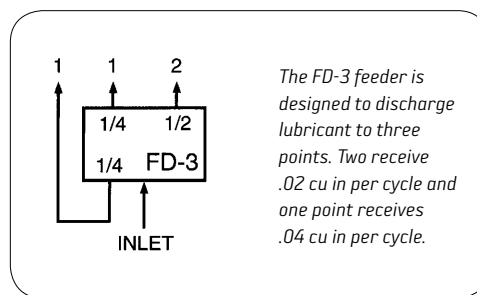 1 1 2
1/4 1/2
1/4 FD-3
INLET
The FD-3 feeder is
designed to discharge
lubricant to three
points. Two receive
.02 cu in per cycle and
one point receives
.04 cu in per cycle.